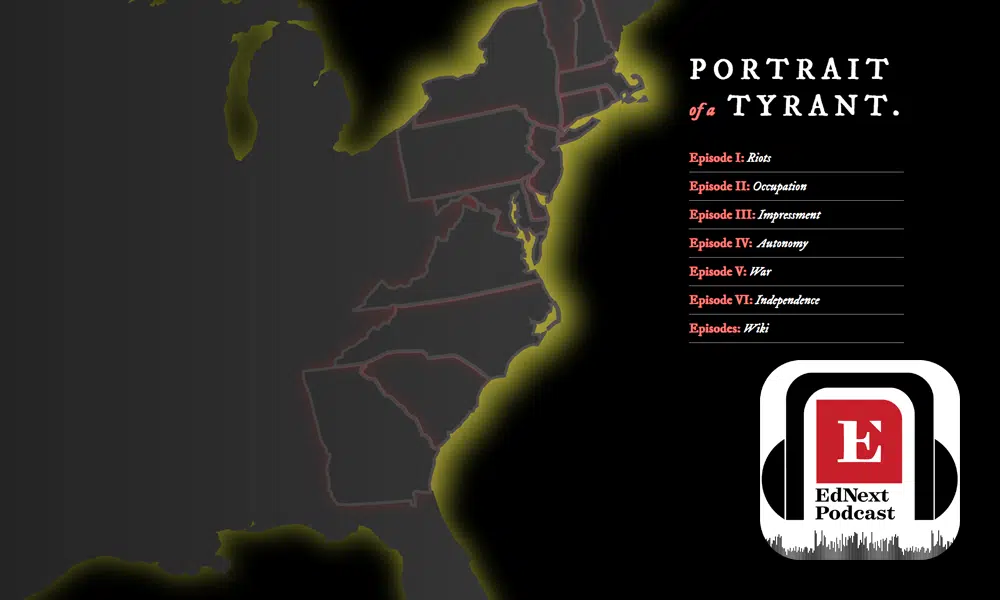 PORTRAIT
of a TYRANT.
Episode I: Riots
Episode II: Occupation
Episode III: Impressment
Episode IV: Autonomy
Episode V: War
Episode VI: Independence
Episodes: Wiki
E
EdNext
Podcast